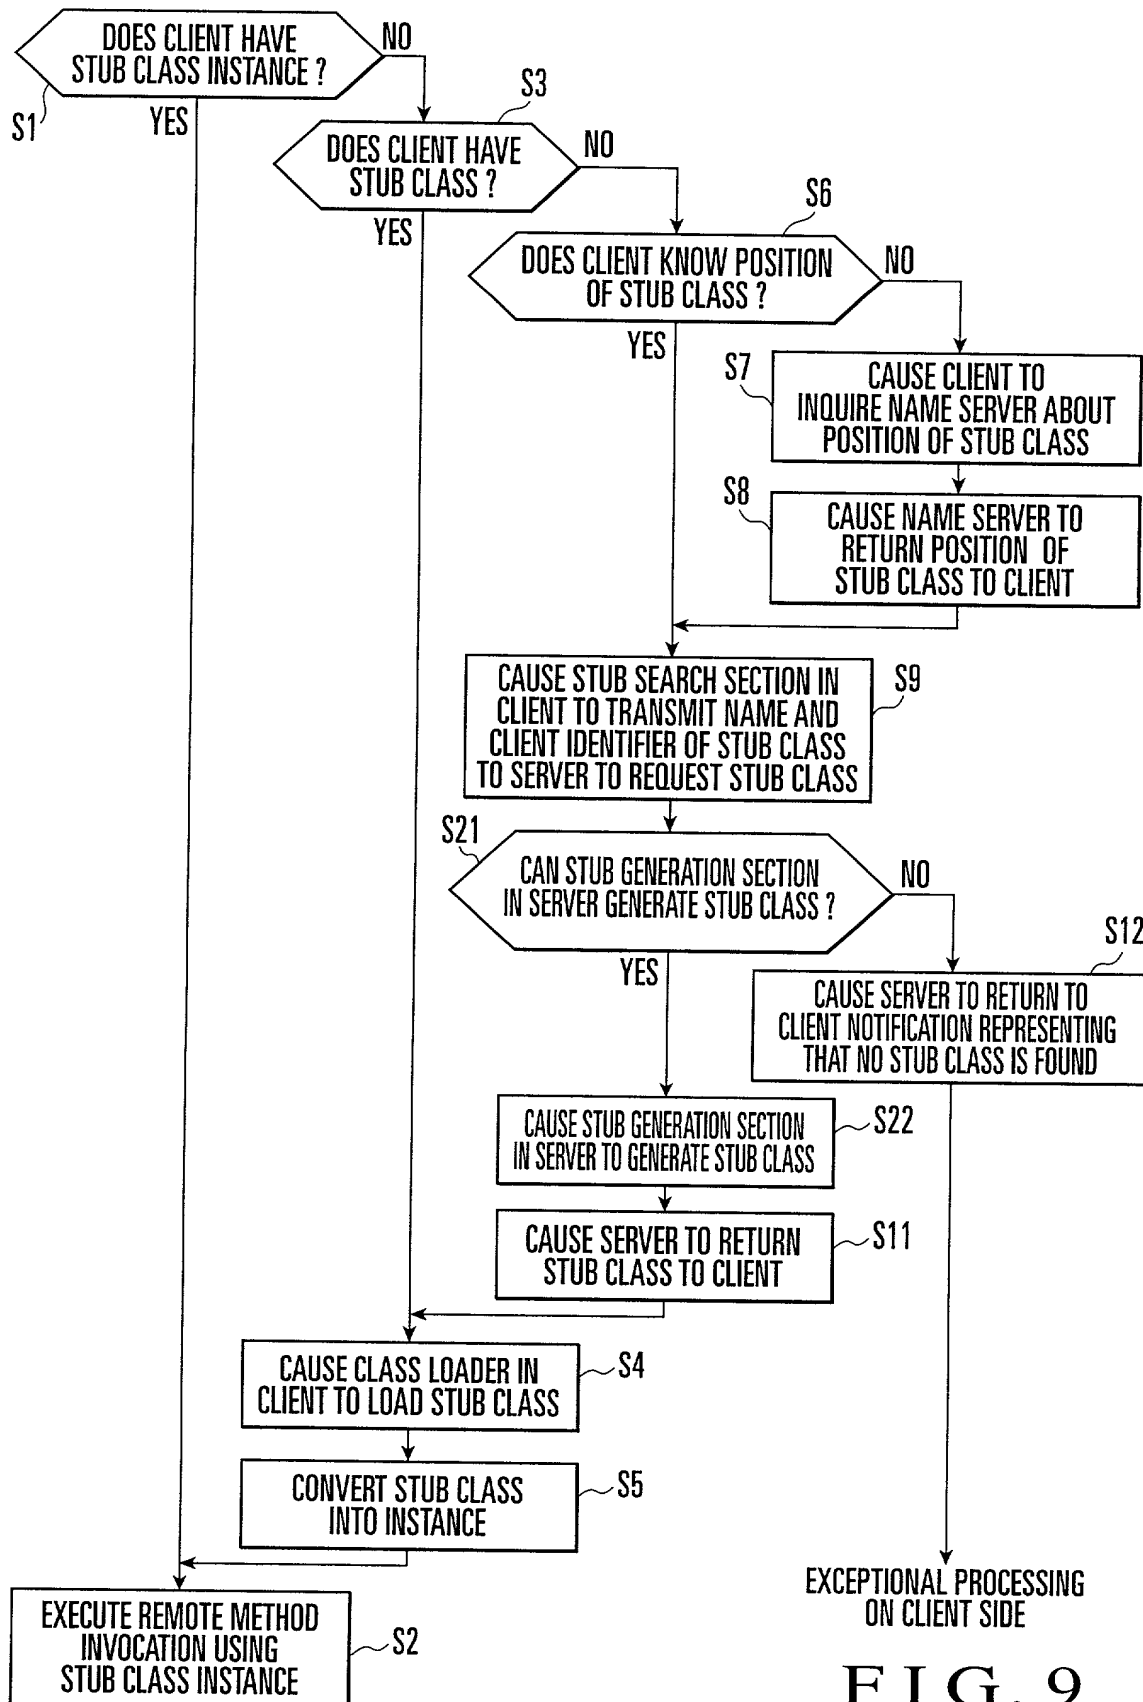 DOES CLIENT HAVE
STUB CLASS INSTANCE ?
NO
S1
YES
S3
DOES CLIENT HAVE
STUB CLASS ?
NO
YES
S6
DOES CLIENT KNOW POSITION
OF STUB CLASS ?
NO
YES
S7
CAUSE CLIENT TO
INQUIRE NAME SERVER ABOUT
POSITION OF STUB CLASS
S8
CAUSE NAME SERVER TO
RETURN POSITION OF
STUB CLASS TO CLIENT
CAUSE STUB SEARCH SECTION IN
CLIENT TO TRANSMIT NAME AND
CLIENT IDENTIFIER OF STUB CLASS
TO SERVER TO REQUEST STUB CLASS
S9
S21
CAN STUB GENERATION SECTION
IN SERVER GENERATE STUB CLASS ?
NO
YES
S12
CAUSE SERVER TO RETURN TO
CLIENT NOTIFICATION REPRESENTING
THAT NO STUB CLASS IS FOUND
CAUSE STUB GENERATION SECTION
IN SERVER TO GENERATE STUB CLASS
S22
CAUSE SERVER TO RETURN
STUB CLASS TO CLIENT
S11
CAUSE CLASS LOADER IN
CLIENT TO LOAD STUB CLASS
S4
CONVERT STUB CLASS
INTO INSTANCE
S5
EXCEPTIONAL PROCESSING
ON CLIENT SIDE
EXECUTE REMOTE METHOD
INVOCATION USING
STUB CLASS INSTANCE
S2
FIG. 9